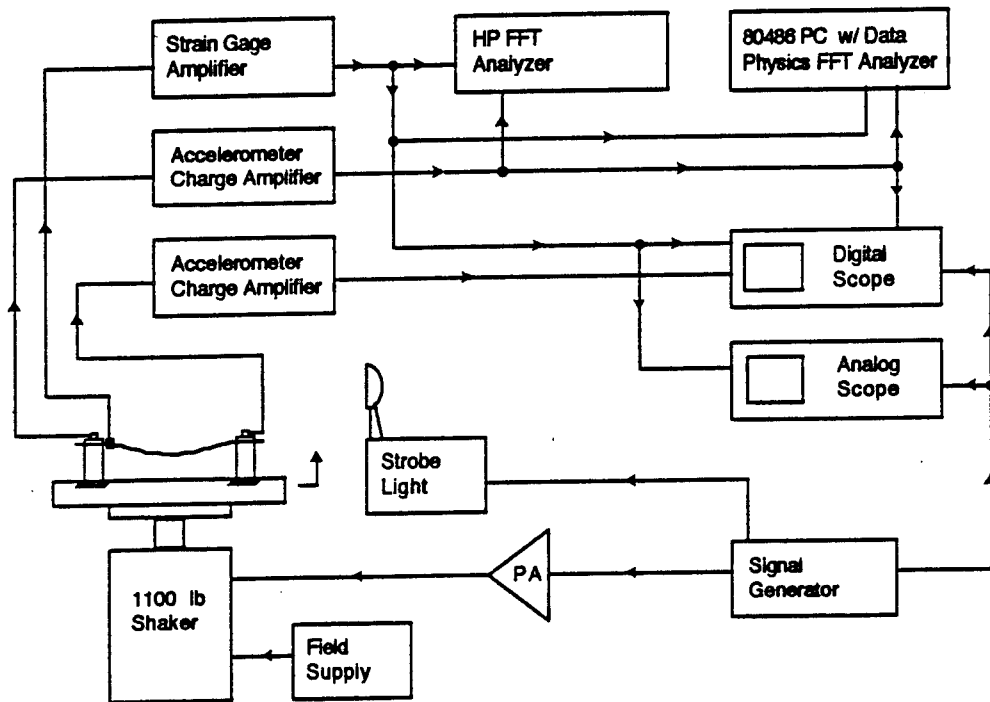 Strain Gage
Amplifier
HP FFT
Analyzer
80486 PC w/ Data
Physics FFT Analyzer
Accelerometer
Charge Amplifier
Accelerometer
Charge Amplifier
Digital
Scope
Analog
Scope
Strobe
Light
PA
Signal
Generator
1100 lb
Shaker
Field
Supply